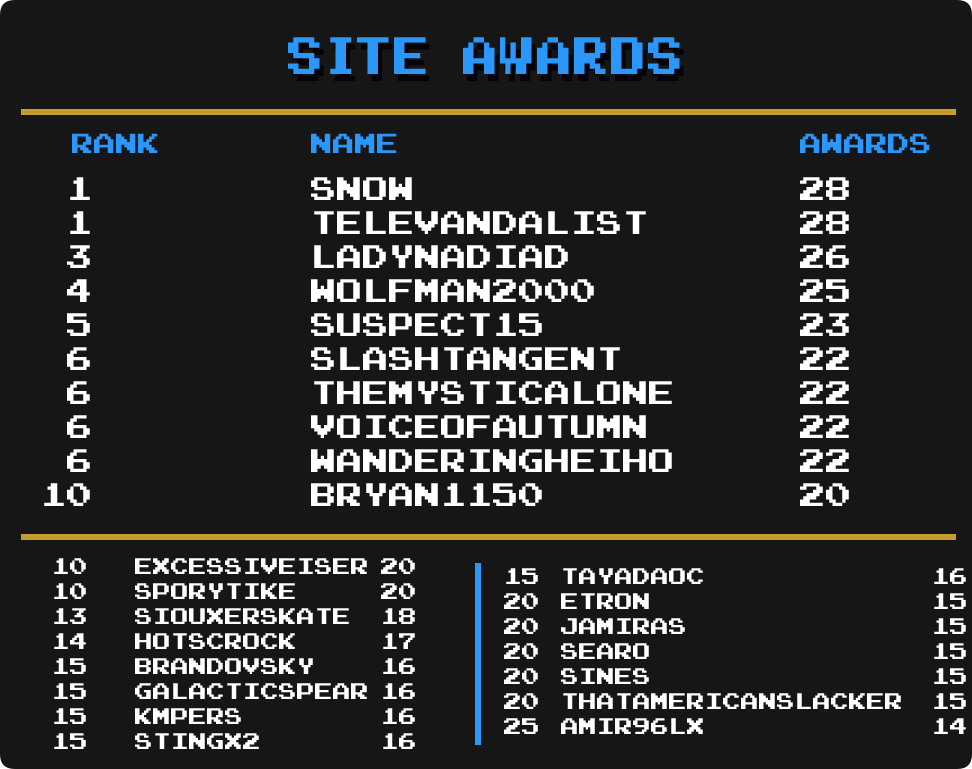 SITE AWARDS
RANK NAME AWARDS
1 SNOW 28
1 TELEVANDALIST 28
3 LADYNADIAD 26
4 WOLFMAN2000 25
5 SUSPECT15 23
6 SLASHTANGENT 22
6 THEMYSTICALONE 22
6 VOICEOFAUTUMN 22
6 WANDERINGHEIHO 22
10 BRYAN1150 20
10 EXCESSIVEISER 20
10 SPORYTIKE 20
13 SIOUXERSKATE 18
14 HOTSCROCK 17
15 BRANDOVSKY 16
15 GALACTICSPEAR 16
15 KMPERS 16
15 STINGX2 16
15 TAYADAOC 16
20 ETRON 15
20 JAMIRAS 15
20 SEARO 15
20 SINES 15
20 THATAMERICANSLACKER 15
25 AMIR96LX 14